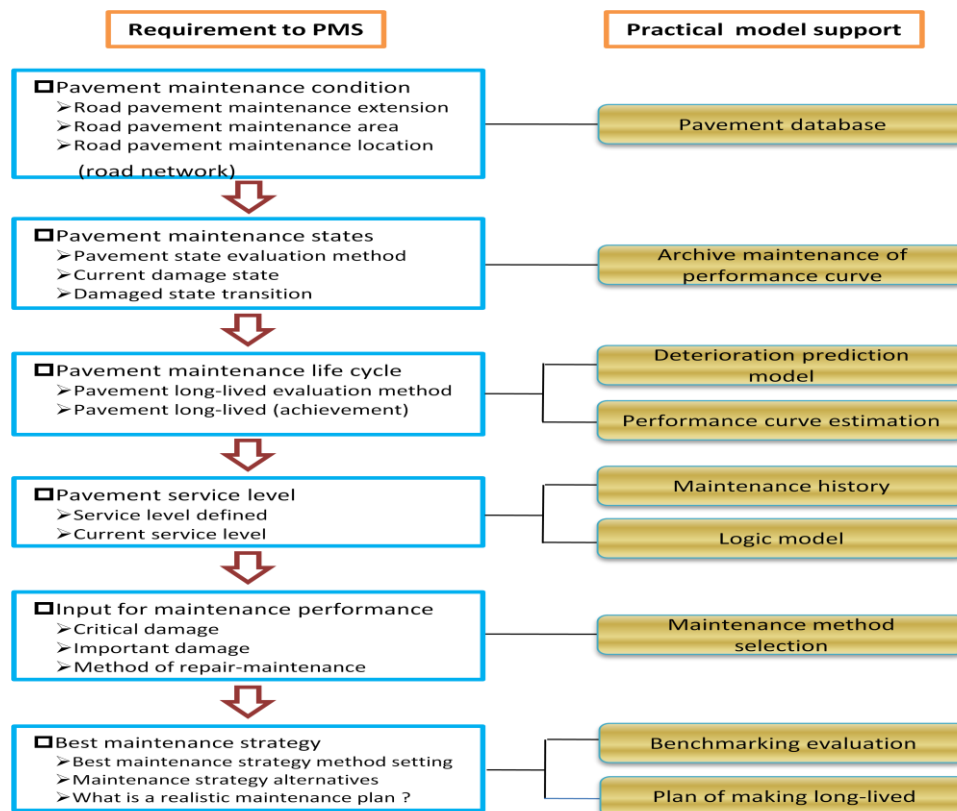 Requirement to PMS
Practical model support
Pavement maintenance condition
Road pavement maintenance extension
Road pavement maintenance area
Road pavement maintenance location
(road network)
Pavement database
Pavement maintenance states
Pavement state evaluation method
Current damage state
Damaged state transition
Archive maintenance of
performance curve
Pavement maintenance life cycle
Pavement long-lived evaluation method
Pavement long-lived (achievement)
Deterioration prediction
model
Performance curve estimation
Pavement service level
Service level defined
Current service level
Maintenance history
Logic model
Input for maintenance performance
Critical damage
Important damage
Method of repair-maintenance
Maintenance method
selection
Best maintenance strategy
Best maintenance strategy method setting
Maintenance strategy alternatives
What is a realistic maintenance plan ?
Benchmarking evaluation
Plan of making long-lived